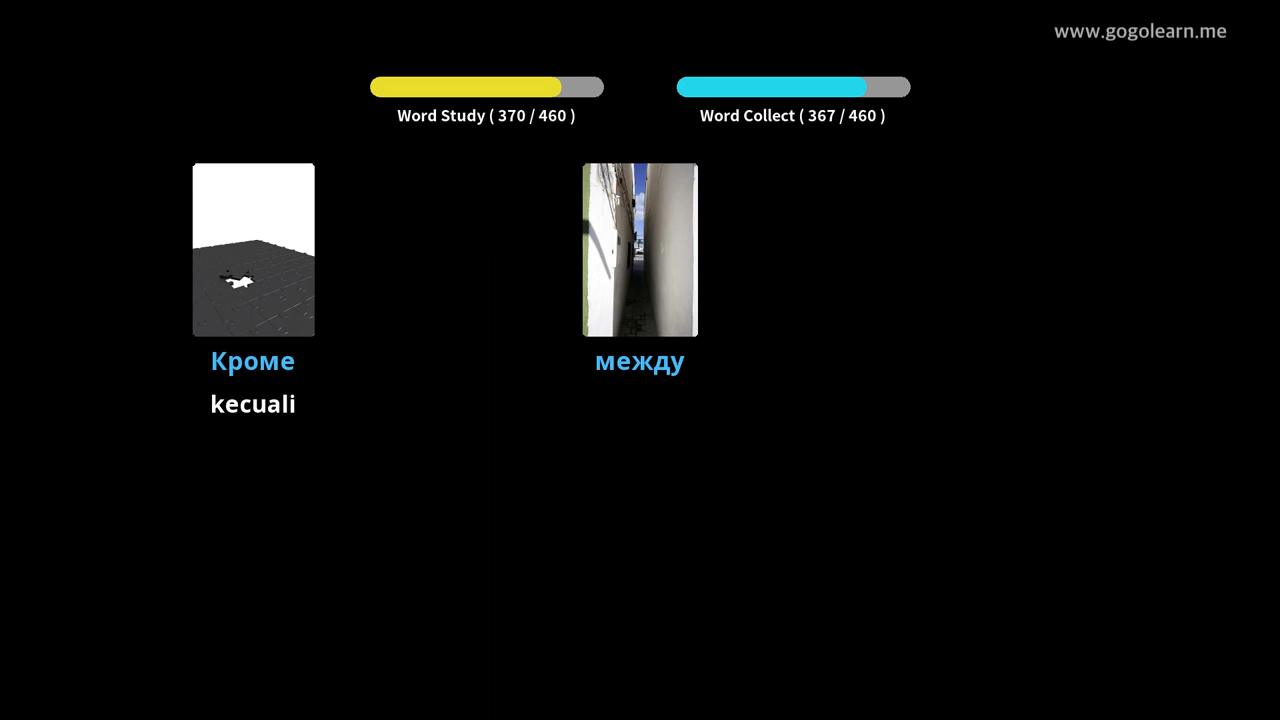 www.gogolearn.me
Word Study ( 370 / 460 )
Word Collect ( 367 / 460 )
Кроме
между
kecuali